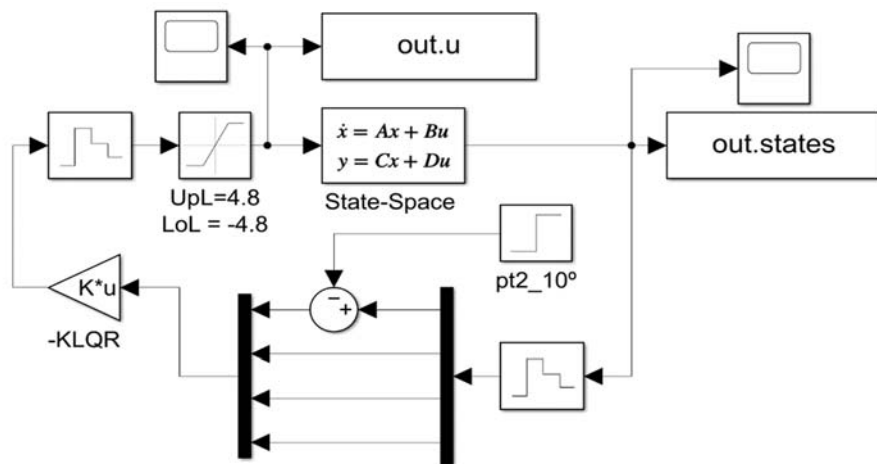 out.u
ẋ = Ax + Bu
y = Cx + Du
out.states
UpL=4.8
LoL = -4.8
State-Space
pt2_10º
− +
K*u
-KLQR